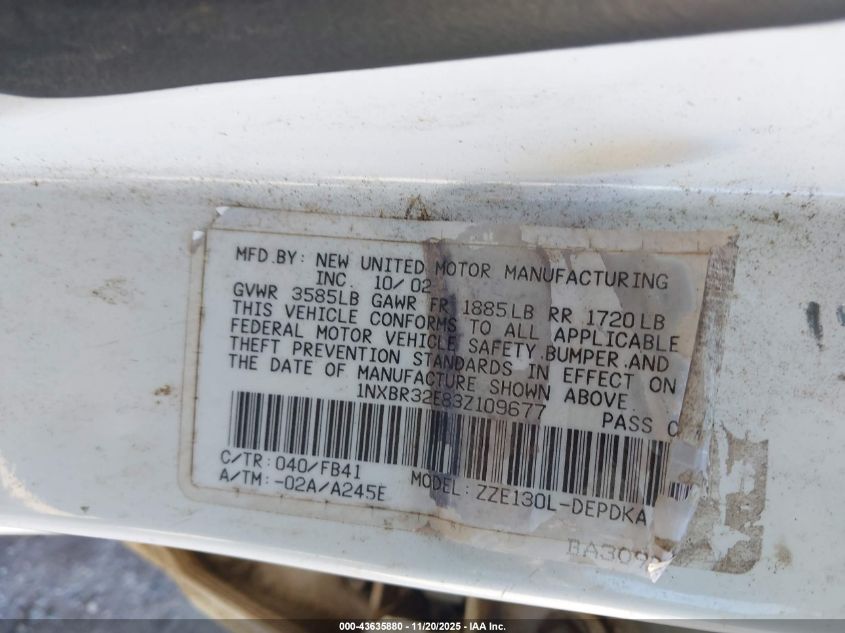 MFD.BY: NEW UNITED MOTOR MANUFACTURING
INC. 10/02
GVWR 3585LB GAWR FR 1885LB RR 1720LB
THIS VEHICLE CONFORMS TO ALL APPLICABLE
FEDERAL MOTOR VEHICLE SAFETY,BUMPER,AND
THEFT PREVENTION STANDARDS IN EFFECT ON
THE DATE OF MANUFACTURE SHOWN ABOVE.
1NXBR32E83Z109677 PASS C
C/TR:040/FB41 MODEL:ZZE130L-DEPDKA
A/TM:-02A/A245E
000-43635880 - 11/20/2025 - IAA Inc.